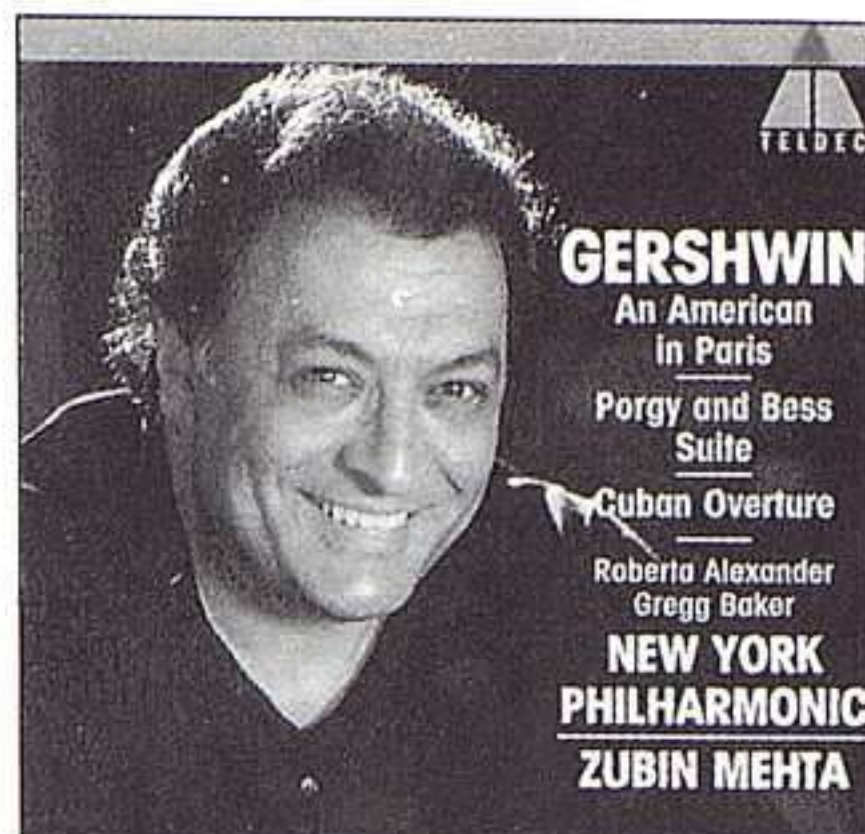 TELDEC
GERSHWIN
An American
in Paris
Porgy and Bess
Suite
Cuban Overture
Roberta Alexander
Gregg Baker
NEW YORK
PHILHARMONIC
ZUBIN MEHTA